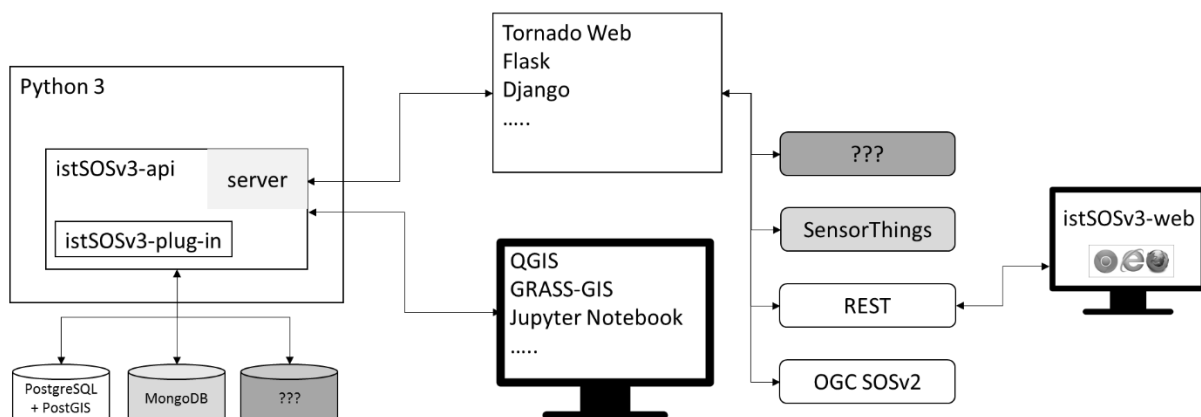 Python 3
istSOSv3-api
server
istSOSv3-plug-in
PostgreSQL
+ PostGIS
MongoDB
???
Tornado Web
Flask
Django
.....
QGIS
GRASS-GIS
Jupyter Notebook
.....
???
SensorThings
REST
OGC SOSv2
istSOSv3-web